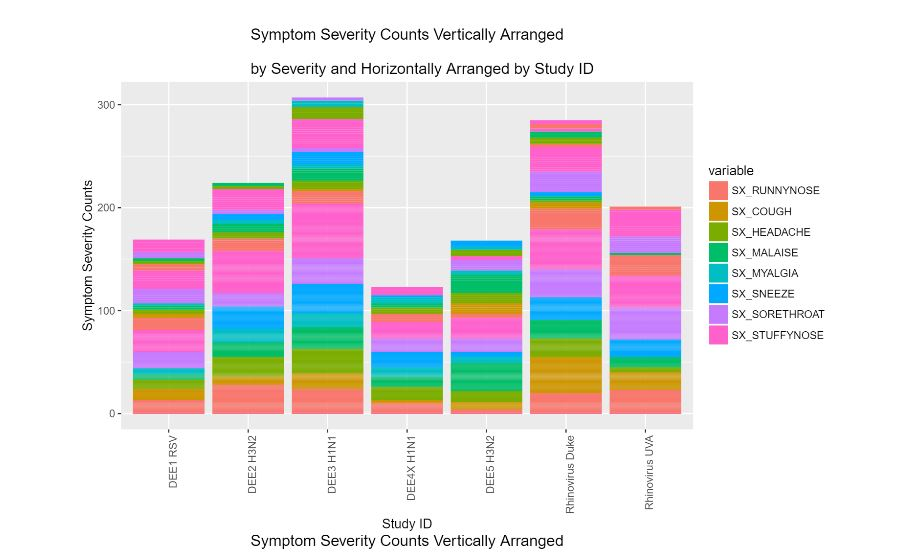 Symptom Severity Counts Vertically Arranged
by Severity and Horizontally Arranged by Study ID
300
200
100
0
Symptom Severity Counts
DEE1 RSV
DEE2 H3N2
DEE3 H1N1
DEE4X H1N1
DEE5 H3N2
Rhinovirus Duke
Rhinovirus UVA
Study ID
variable
SX_RUNNYNOSE
SX_COUGH
SX_HEADACHE
SX_MALAISE
SX_MYALGIA
SX_SNEEZE
SX_SORETHROAT
SX_STUFFYNOSE
Symptom Severity Counts Vertically Arranged